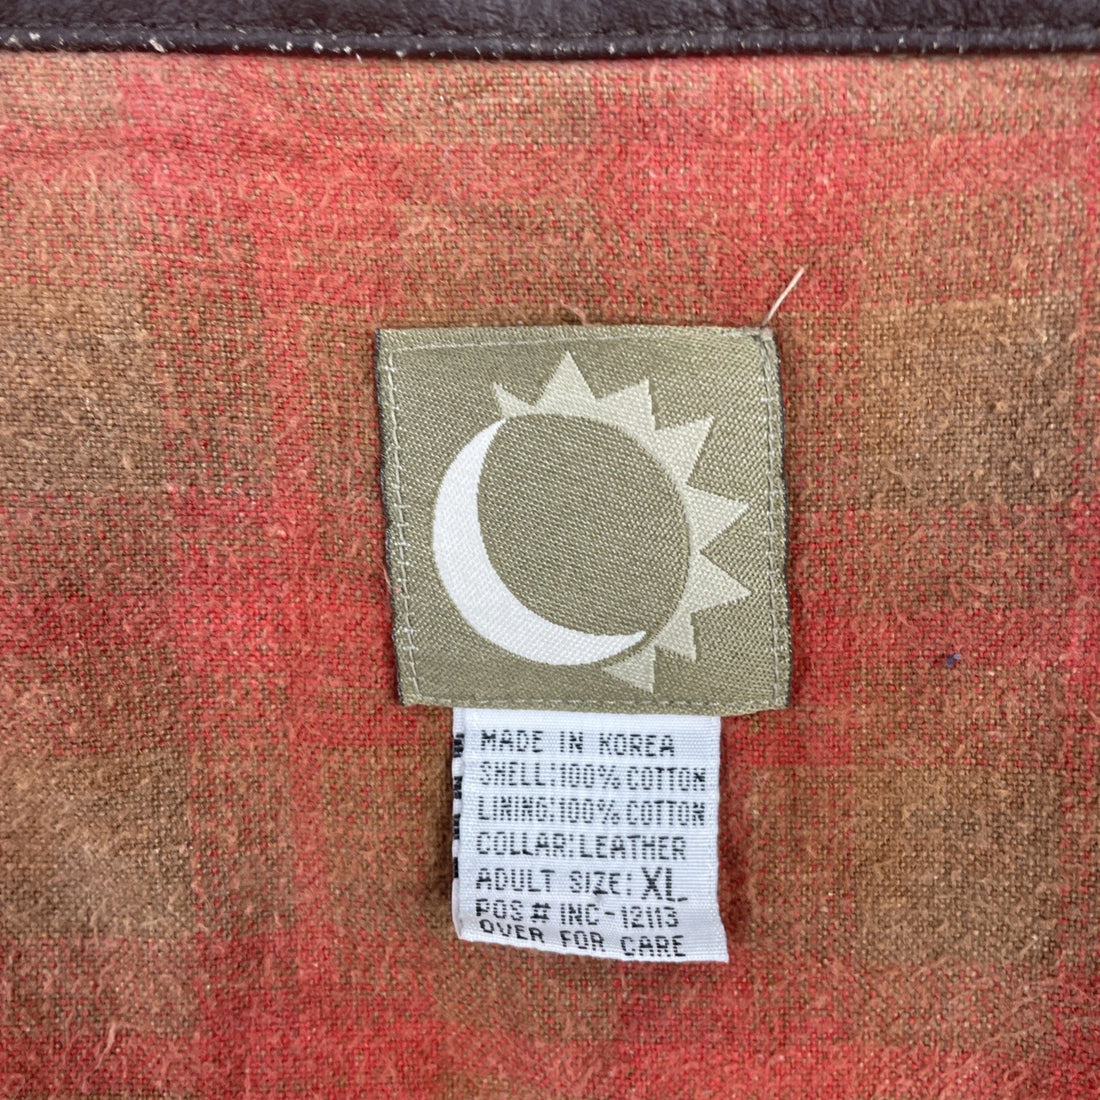 MADE IN KOREA
SHELL:100% COTTON
LINING:100% COTTON
COLLAR:LEATHER
ADULT SIZE: XL
POS# INC-12113
OVER FOR CARE